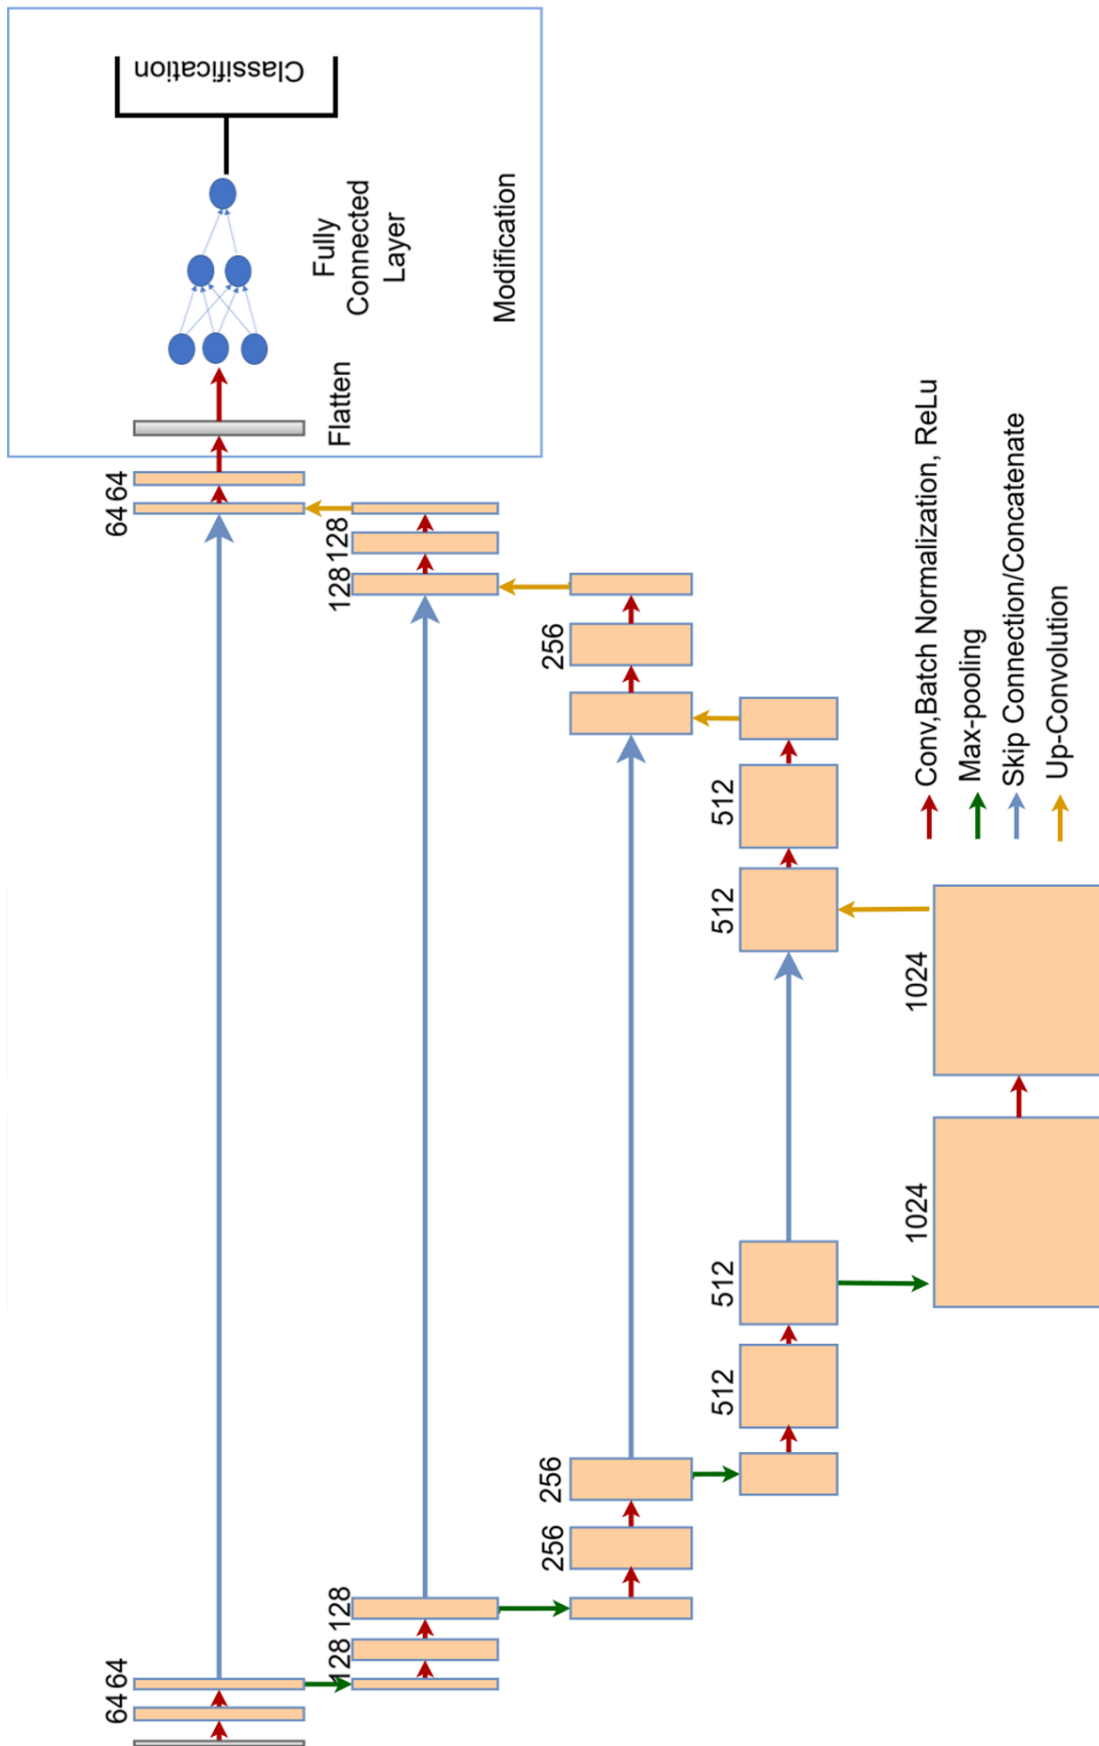 64 64
128 128
256
256
512
512
1024
1024
512
512
256
128 128
64 64
Flatten
Fully
Connected
Layer
Classification
Modification
Conv,Batch Normalization, ReLu
Max-pooling
Skip Connection/Concatenate
Up-Convolution